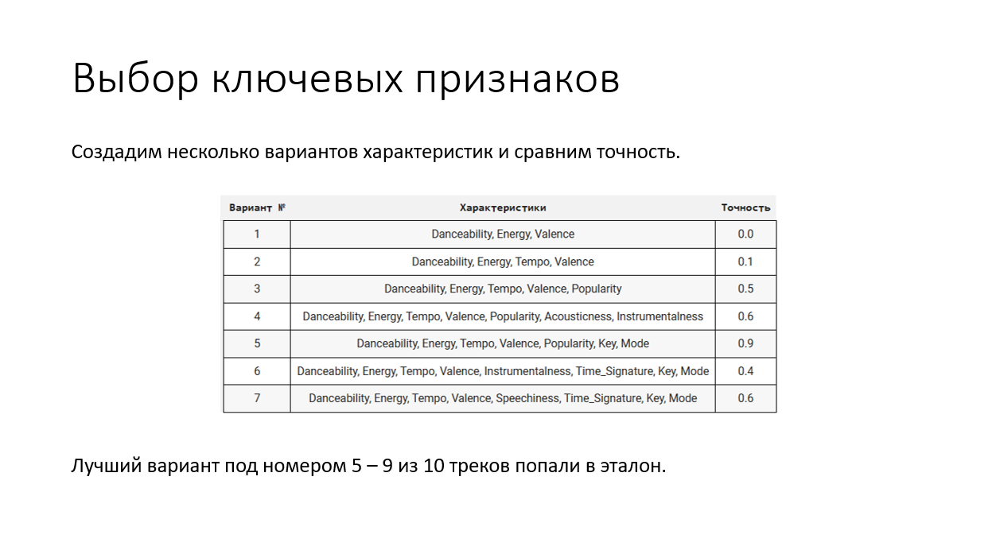 Выбор ключевых признаков
Создадим несколько вариантов характеристик и сравним точность.
Вариант № Характеристики Точность
1 Danceability, Energy, Valence 0.0
2 Danceability, Energy, Tempo, Valence 0.1
3 Danceability, Energy, Tempo, Valence, Popularity 0.5
4 Danceability, Energy, Tempo, Valence, Popularity, Acousticness, Instrumentalness 0.6
5 Danceability, Energy, Tempo, Valence, Popularity, Key, Mode 0.9
6 Danceability, Energy, Tempo, Valence, Instrumentalness, Time_Signature, Key, Mode 0.4
7 Danceability, Energy, Tempo, Valence, Speechiness, Time_Signature, Key, Mode 0.6
Лучший вариант под номером 5 – 9 из 10 треков попали в эталон.